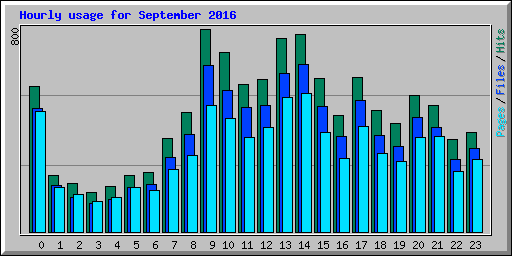 Hourly usage for September 2016
800
Pages/Files/Hits
0 1 2 3 4 5 6 7 8 9 10 11 12 13 14 15 16 17 18 19 20 21 22 23